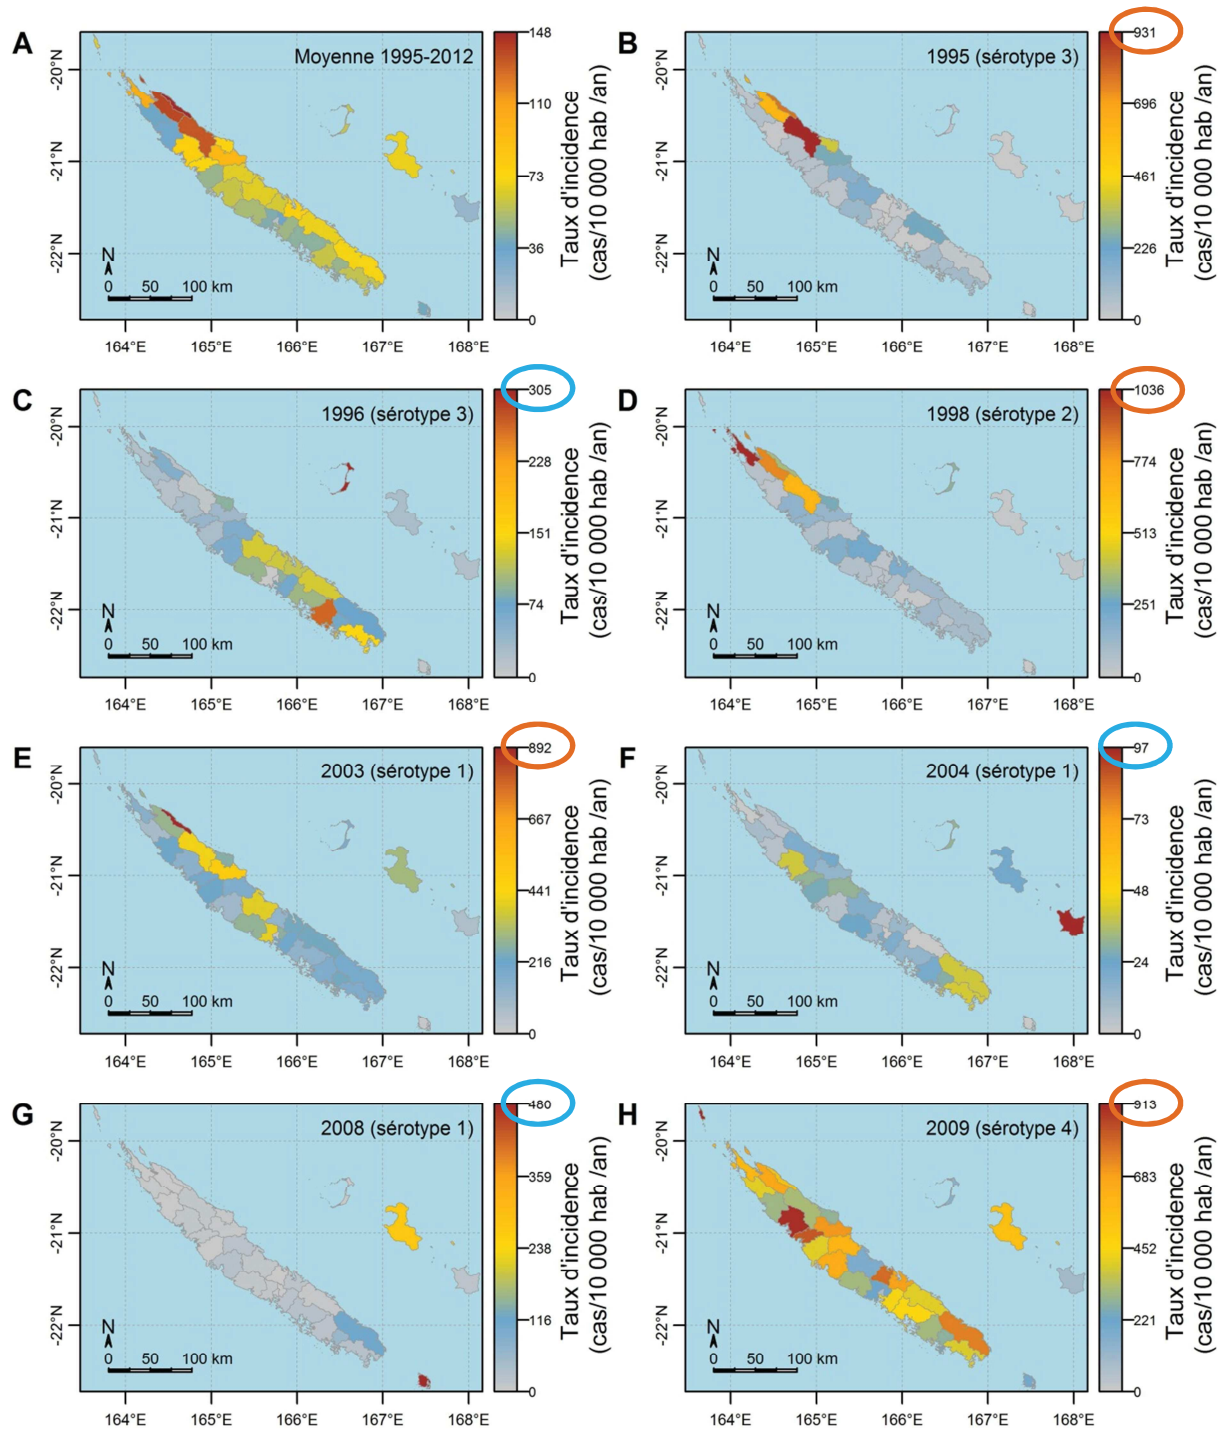 A
Moyenne 1995-2012
-20°N
-21°N
-22°N
N
0 50 100 km
164°E 165°E 166°E 167°E 168°E
148
110
73
36
0
Taux d'incidence
(cas/10 000 hab /an)
B
1995 (sérotype 3)
-20°N
-21°N
-22°N
N
0 50 100 km
164°E 165°E 166°E 167°E 168°E
931
696
461
226
0
Taux d'incidence
(cas/10 000 hab /an)
C
1996 (sérotype 3)
-20°N
-21°N
-22°N
N
0 50 100 km
164°E 165°E 166°E 167°E 168°E
305
228
151
74
0
Taux d'incidence
(cas/10 000 hab /an)
D
1998 (sérotype 2)
-20°N
-21°N
-22°N
N
0 50 100 km
164°E 165°E 166°E 167°E 168°E
1036
774
513
251
0
Taux d'incidence
(cas/10 000 hab /an)
E
2003 (sérotype 1)
-20°N
-21°N
-22°N
N
0 50 100 km
164°E 165°E 166°E 167°E 168°E
892
667
441
216
0
Taux d'incidence
(cas/10 000 hab /an)
F
2004 (sérotype 1)
-20°N
-21°N
-22°N
N
0 50 100 km
164°E 165°E 166°E 167°E 168°E
97
73
48
24
0
Taux d'incidence
(cas/10 000 hab /an)
G
2008 (sérotype 1)
-20°N
-21°N
-22°N
N
0 50 100 km
164°E 165°E 166°E 167°E 168°E
480
359
238
116
0
Taux d'incidence
(cas/10 000 hab /an)
H
2009 (sérotype 4)
-20°N
-21°N
-22°N
N
0 50 100 km
164°E 165°E 166°E 167°E 168°E
913
683
452
221
0
Taux d'incidence
(cas/10 000 hab /an)